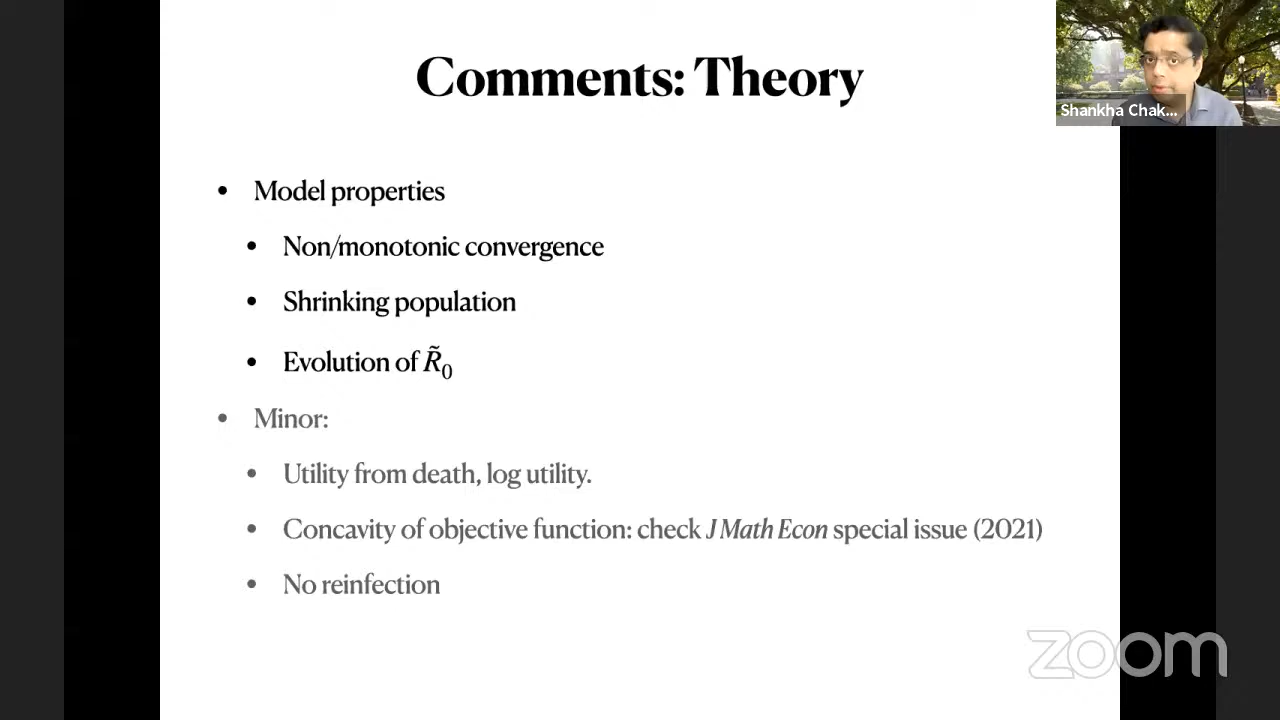 Comments: Theory
Shankha Chak...
• Model properties
• Non/monotonic convergence
• Shrinking population
• Evolution of R̃₀
• Minor:
• Utility from death, log utility.
• Concavity of objective function: check J Math Econ special issue (2021)
• No reinfection
zoom